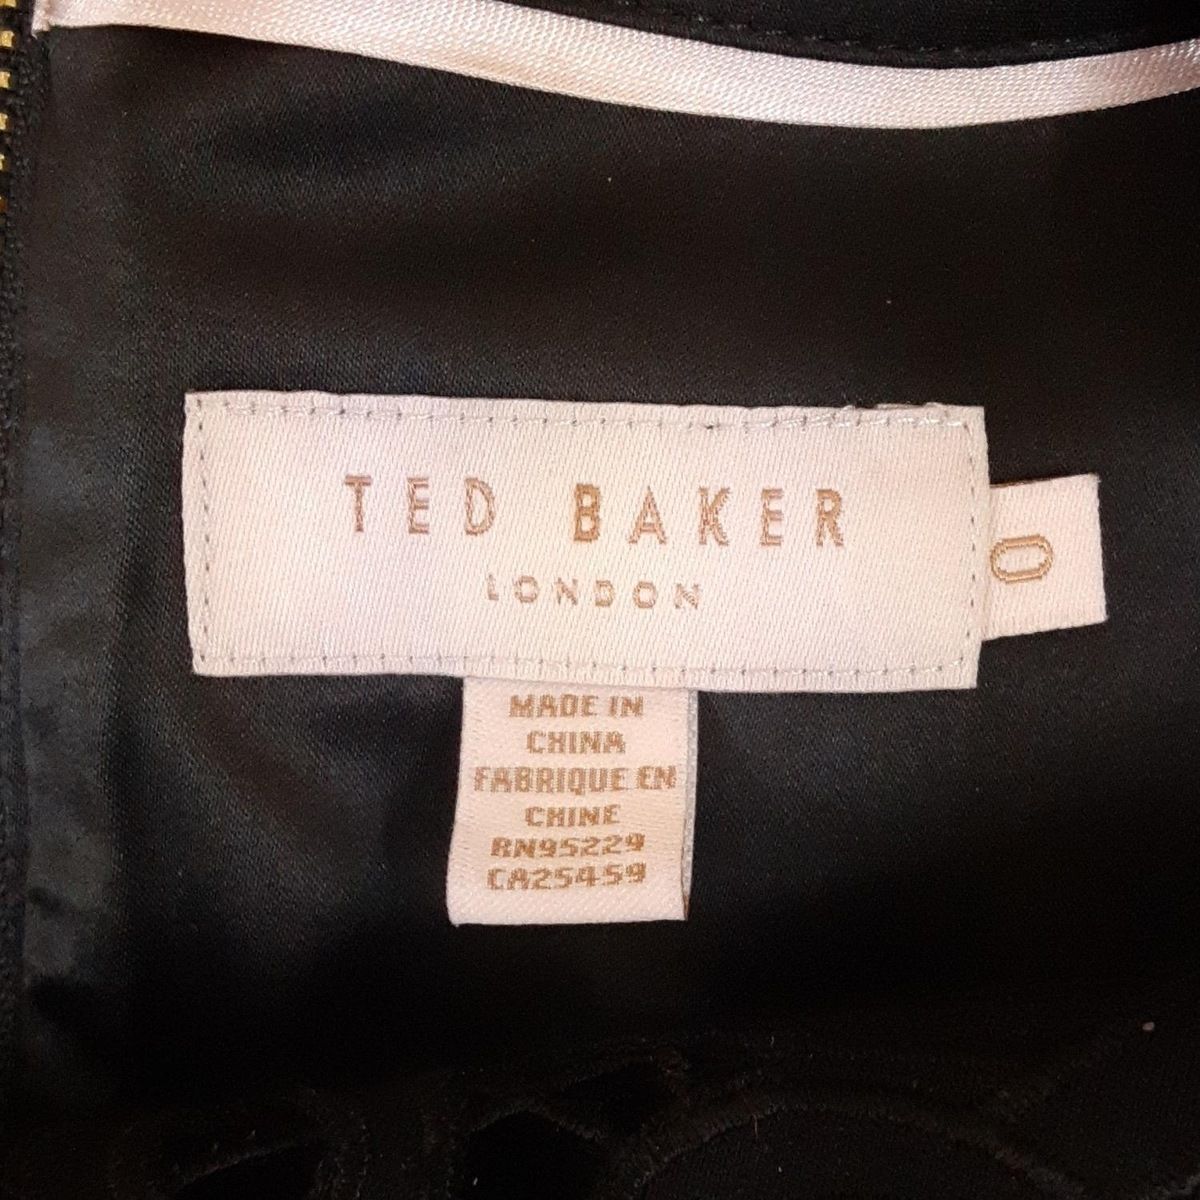 TED BAKER
LONDON
0
MADE IN
CHINA
FABRIQUE EN
CHINE
RN95229
CA25459